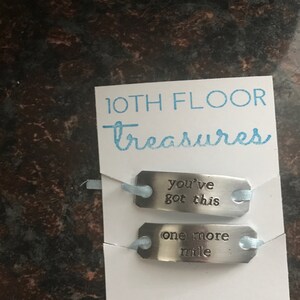 10TH FLOOR
treasures
you've
got this
one more
mile